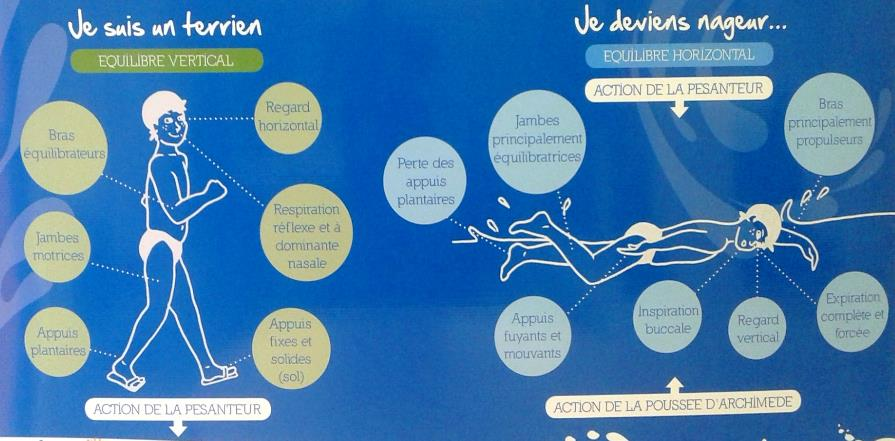 Je suis un terrien
EQUILIBRE VERTICAL
Bras
équilibrateurs
Regard
horizontal
Jambes
motrices
Respiration
réflexe et à
dominante
nasale
Appuis
plantaires
Appuis
fixes et
solides
(sol)
ACTION DE LA PESANTEUR
Je deviens nageur...
EQUILIBRE HORIZONTAL
ACTION DE LA PESANTEUR
Perte des
appuis
plantaires
Jambes
principalement
équilibratrices
Bras
principalement
propulseurs
Appuis
fuyants et
mouvants
Inspiration
buccale
Regard
vertical
Expiration
complète et
forcée
ACTION DE LA POUSSEE D'ARCHIMEDE